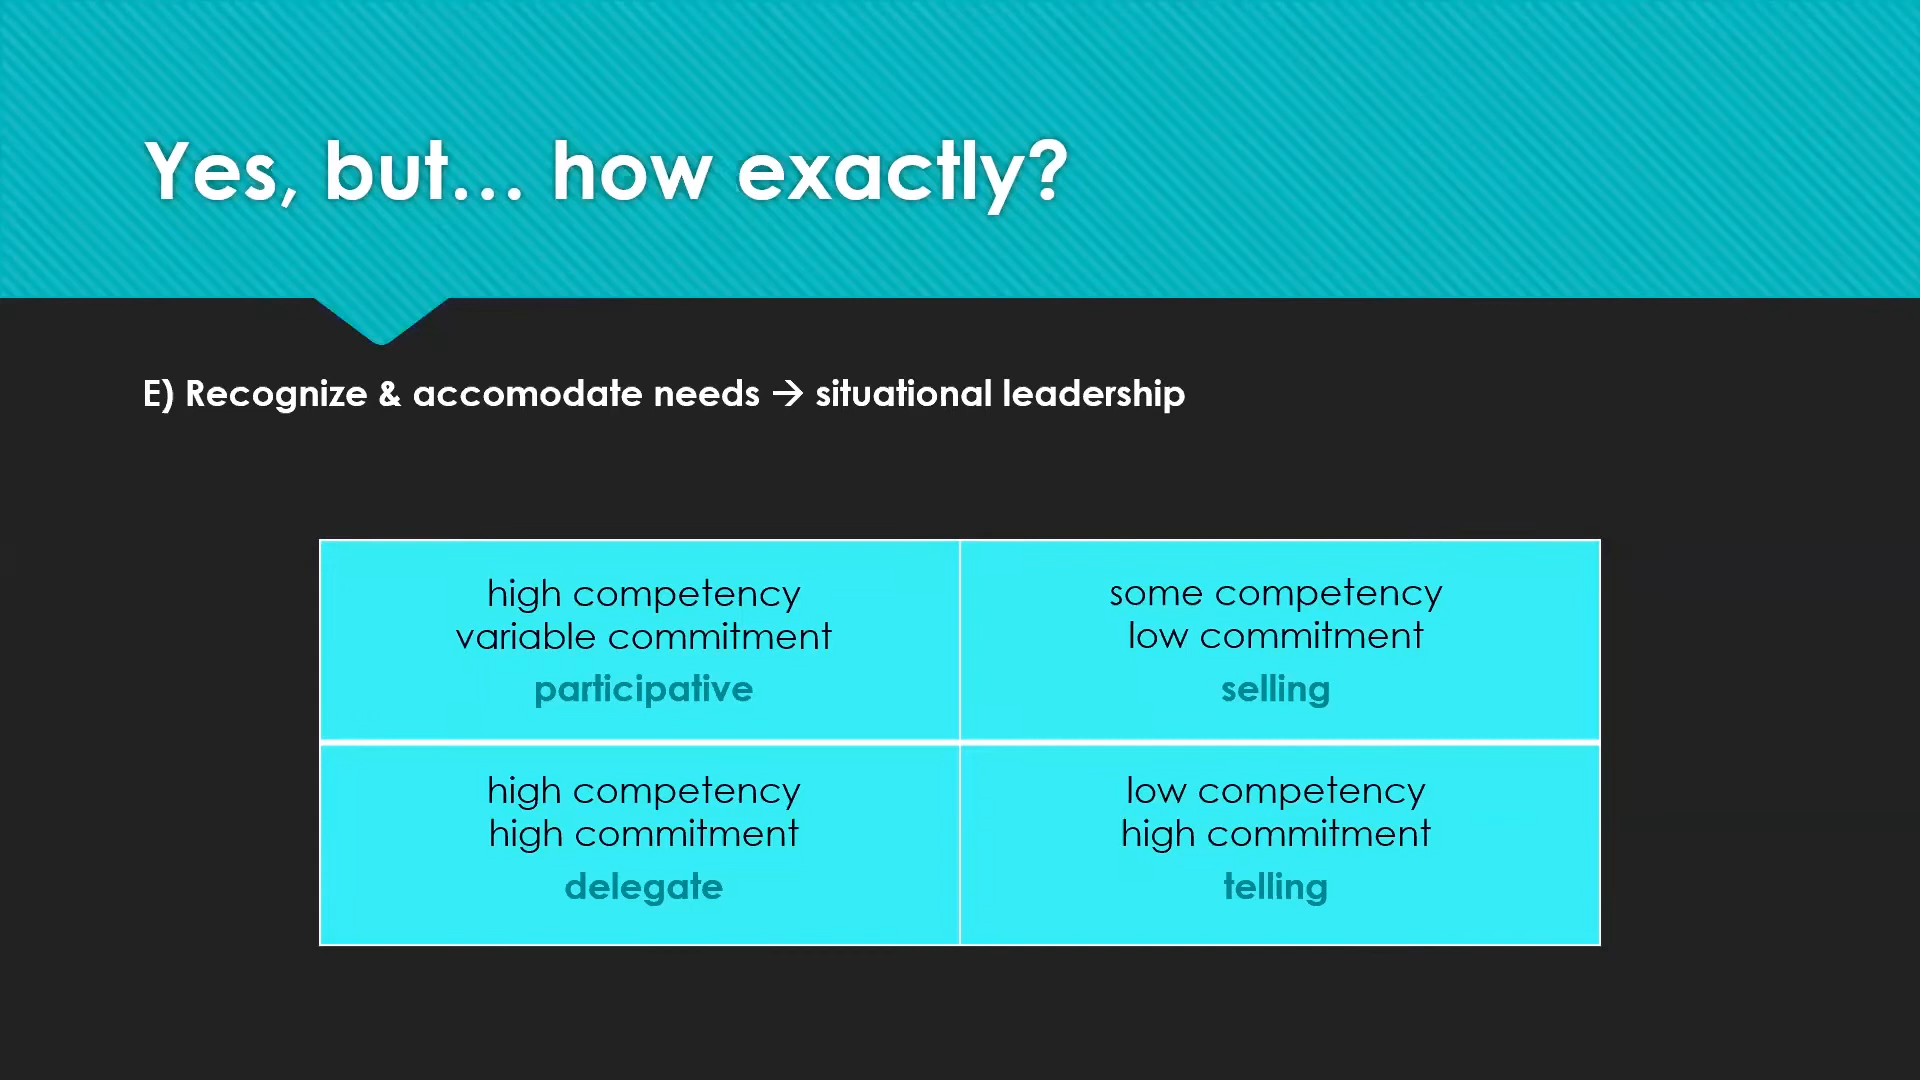 Yes, but... how exactly?
E) Recognize & accomodate needs → situational leadership
high competency
variable commitment
participative
some competency
low commitment
selling
high competency
high commitment
delegate
low competency
high commitment
telling